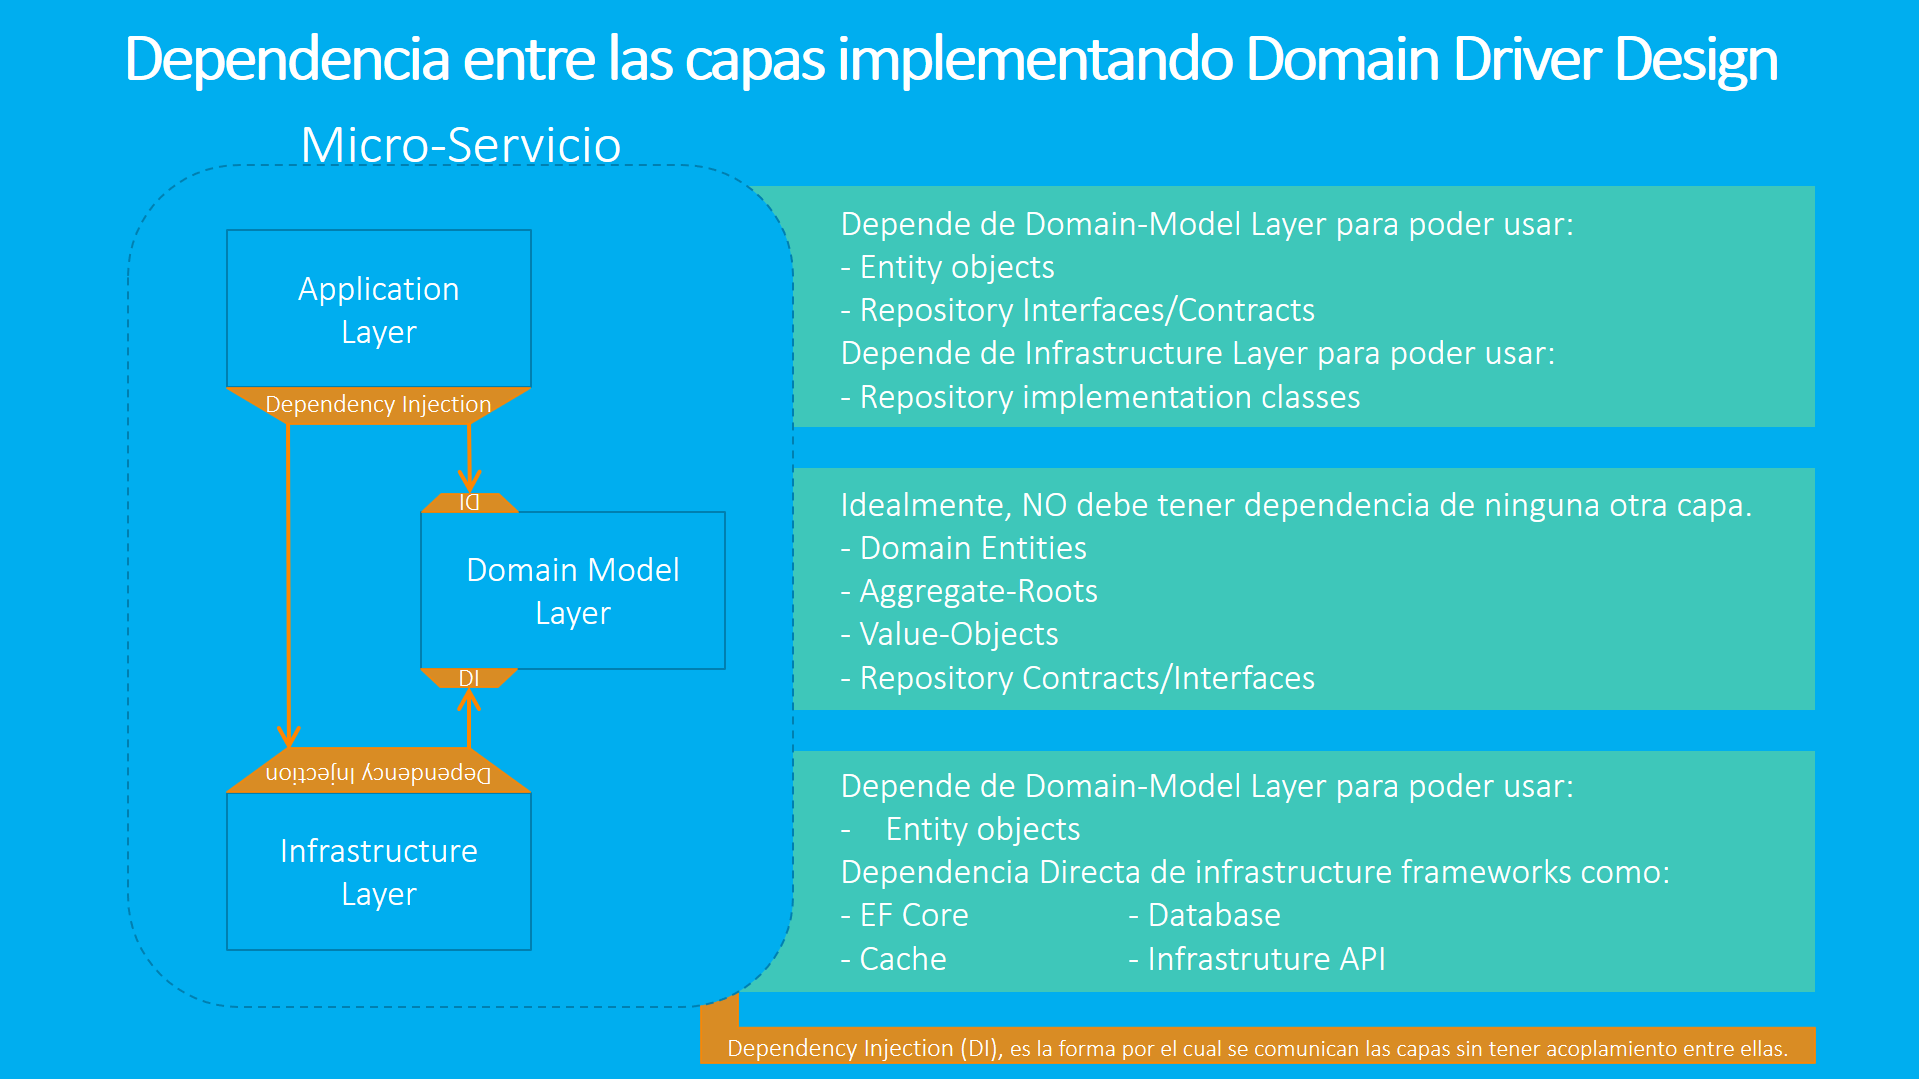 Dependencia entre las capas implementando Domain Driver Design
Micro-Servicio
Application
Layer
Dependency Injection
DI
Domain Model
Layer
DI
Dependency Injection
Infrastructure
Layer
Depende de Domain-Model Layer para poder usar:
- Entity objects
- Repository Interfaces/Contracts
Depende de Infrastructure Layer para poder usar:
- Repository implementation classes
Idealmente, NO debe tener dependencia de ninguna otra capa.
- Domain Entities
- Aggregate-Roots
- Value-Objects
- Repository Contracts/Interfaces
Depende de Domain-Model Layer para poder usar:
- Entity objects
Dependencia Directa de infrastructure frameworks como:
- EF Core - Database
- Cache - Infrastruture API
Dependency Injection (DI), es la forma por el cual se comunican las capas sin tener acoplamiento entre ellas.